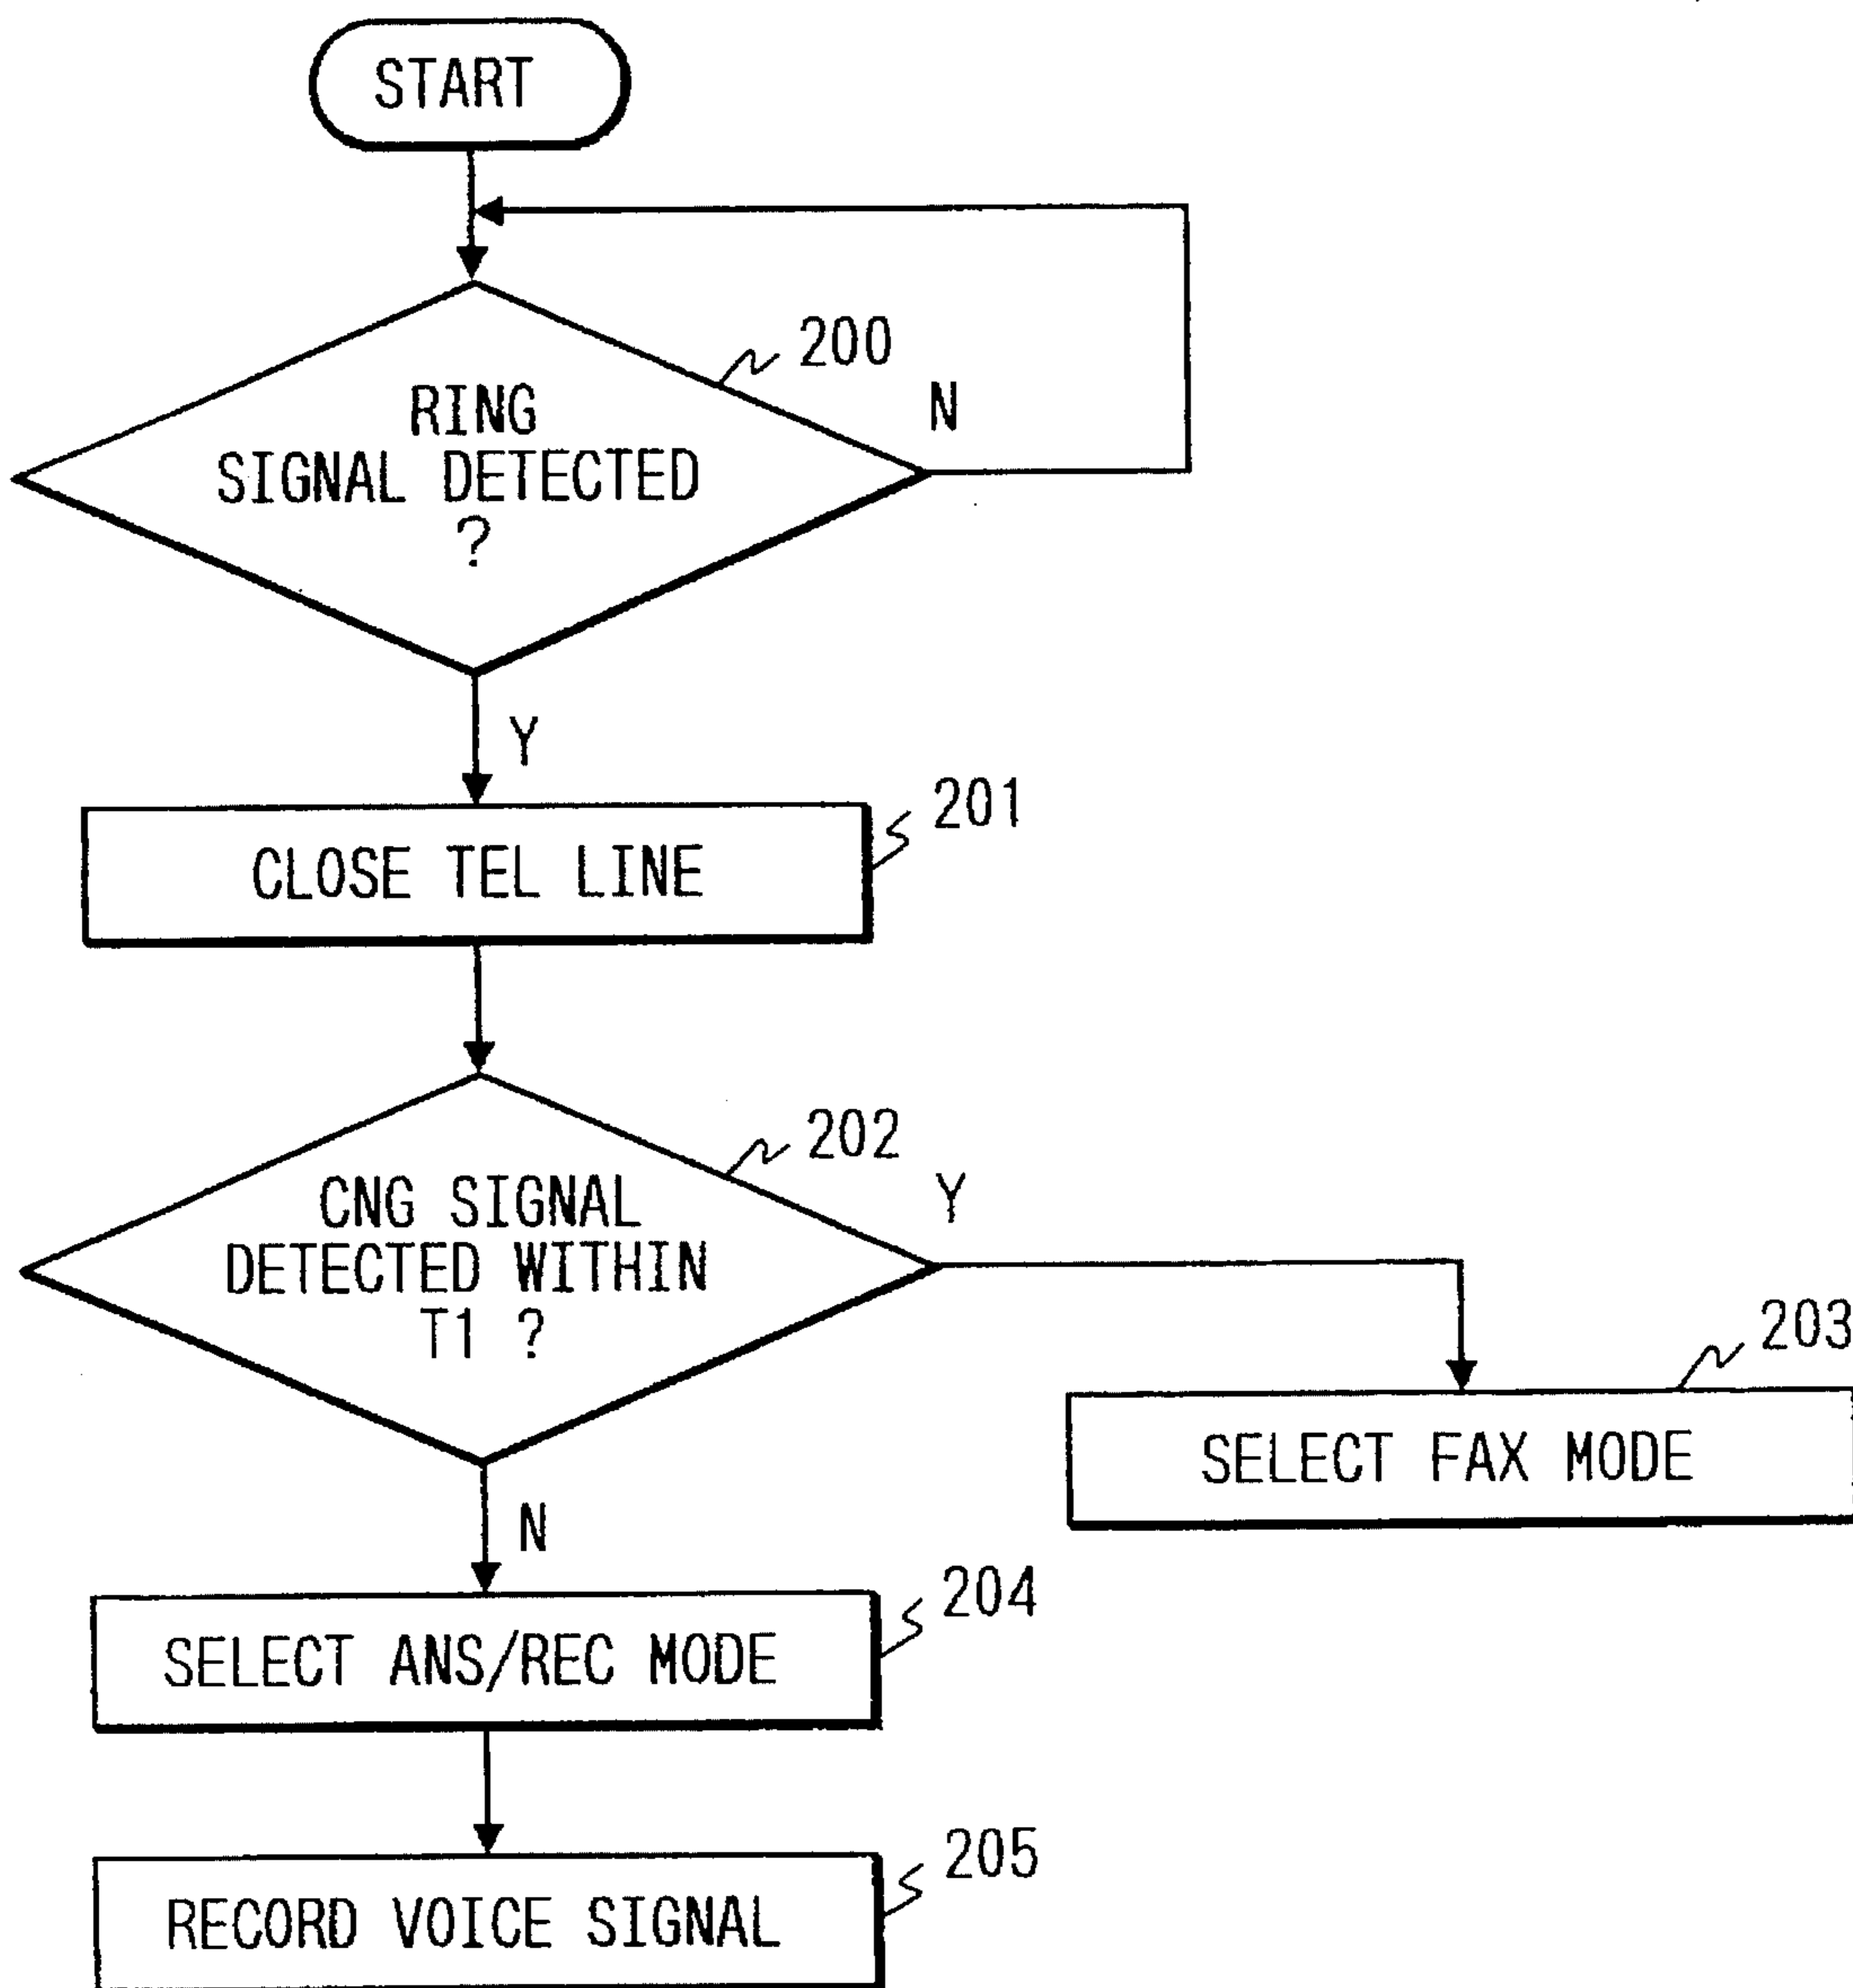 START
200
N
RING
SIGNAL DETECTED
?
Y
201
CLOSE TEL LINE
202
Y
CNG SIGNAL
DETECTED WITHIN
T1 ?
203
SELECT FAX MODE
N
204
SELECT ANS/REC MODE
205
RECORD VOICE SIGNAL